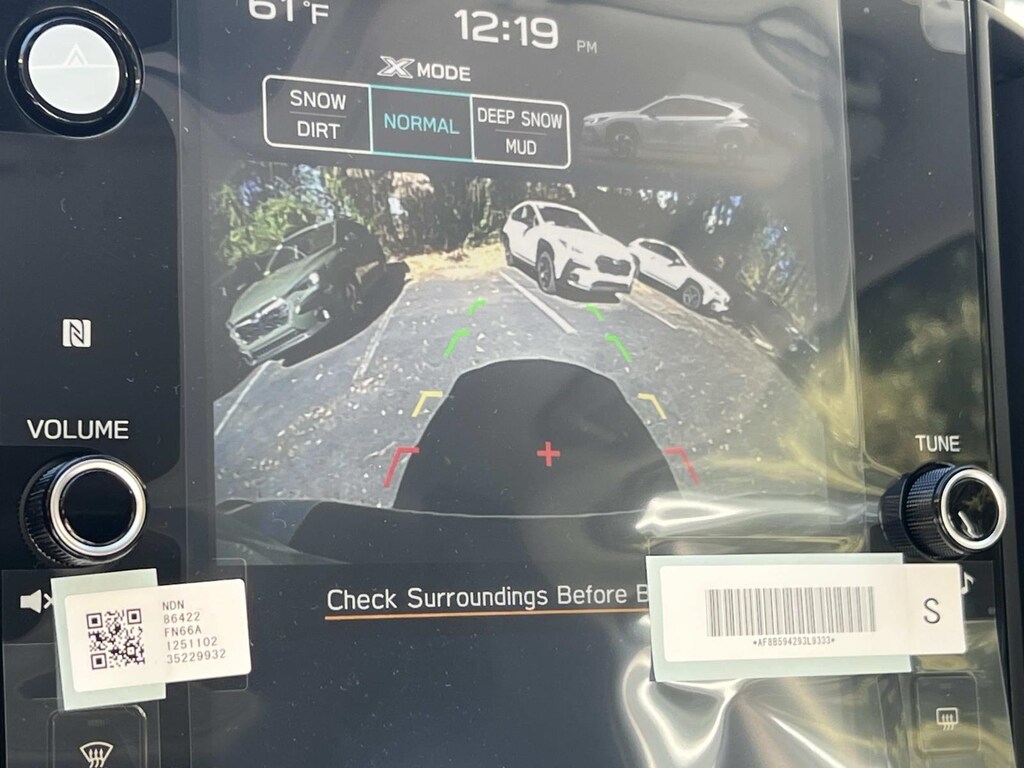 61°F
12:19 PM
X MODE
SNOW
DIRT
NORMAL
DEEP SNOW
MUD
VOLUME
TUNE
Check Surroundings Before B
NDN
86422
FN66A
1251102
35229932
*AF8B594293L9333*
S